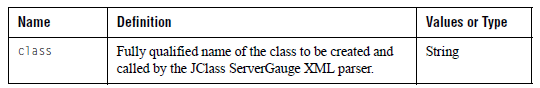 Name Definition Values or Type
class Fully qualified name of the class to be created and String
called by the JClass ServerGauge XML parser.